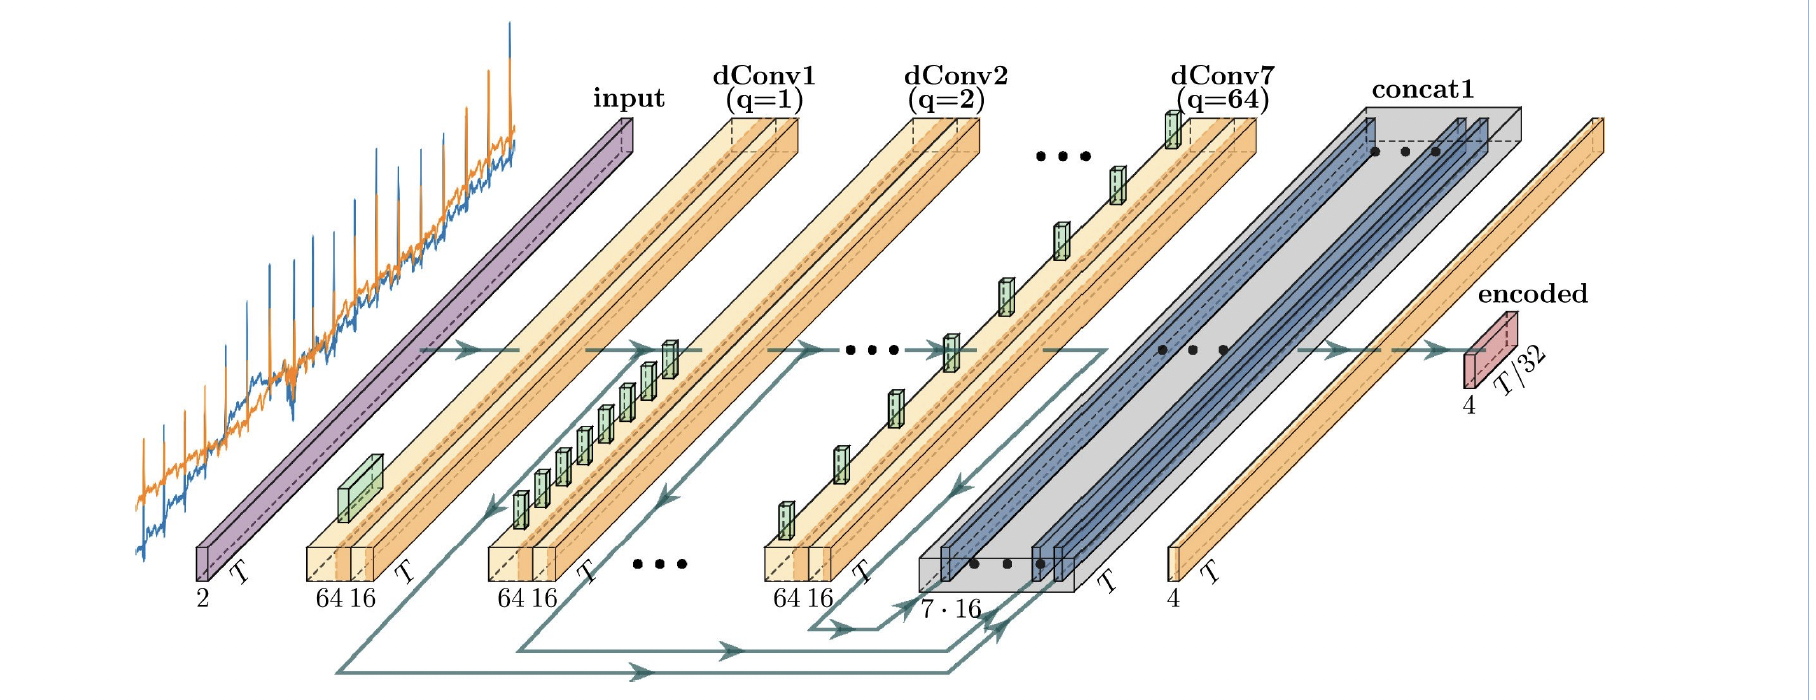 input
dConv1
(q=1)
dConv2
(q=2)
dConv7
(q=64)
concat1
encoded
T/32
4
2
T
64 16
T
64 16
T
64 16
T
7 · 16
T
4
T